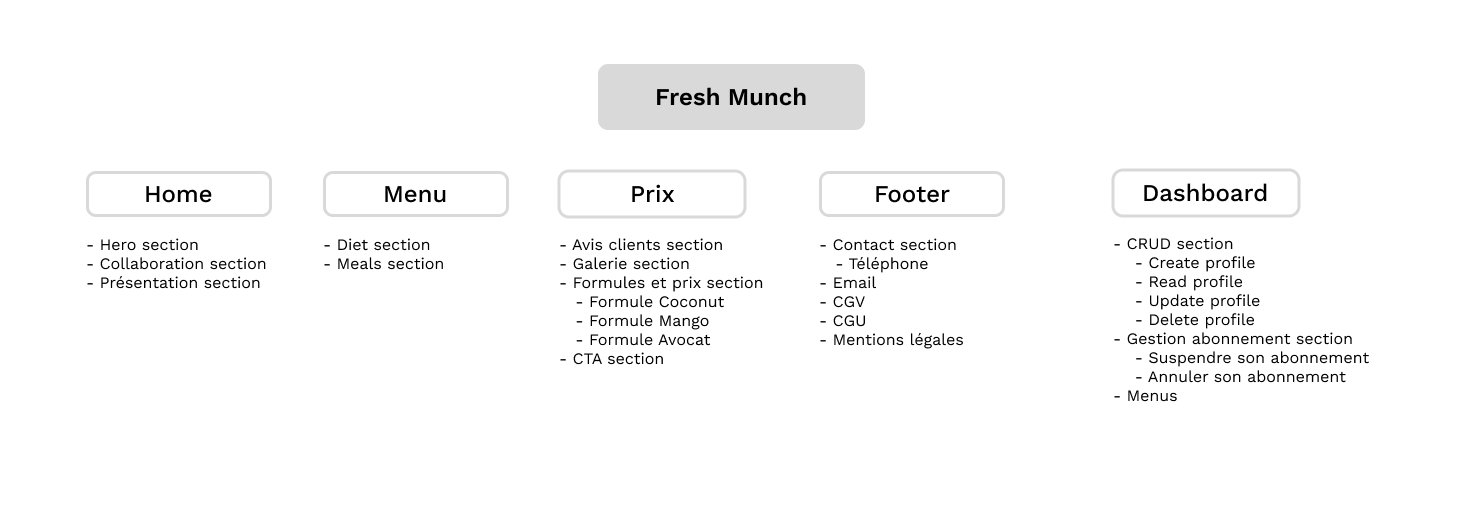 Fresh Munch
Home
- Hero section
- Collaboration section
- Présentation section
Menu
- Diet section
- Meals section
Prix
- Avis clients section
- Galerie section
- Formules et prix section
- Formule Coconut
- Formule Mango
- Formule Avocat
- CTA section
Footer
- Contact section
- Téléphone
- Email
- CGV
- CGU
- Mentions légales
Dashboard
- CRUD section
- Create profile
- Read profile
- Update profile
- Delete profile
- Gestion abonnement section
- Suspendre son abonnement
- Annuler son abonnement
- Menus